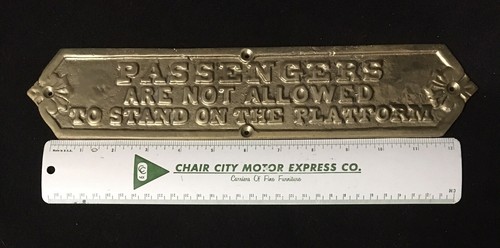 PASSENGERS
ARE NOT ALLOWED
TO STAND ON THE PLATFORM
CHAIR CITY MOTOR EXPRESS CO.
Carriers Of Fine Furniture